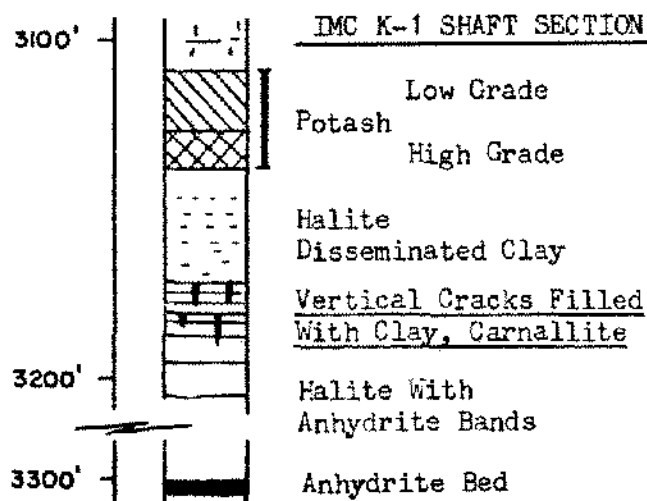 IMC K-1 SHAFT SECTION
3100'
Low Grade
Potash
High Grade
Halite
Disseminated Clay
Vertical Cracks Filled
With Clay, Carnallite
3200'
Halite With
Anhydrite Bands
3300'
Anhydrite Bed